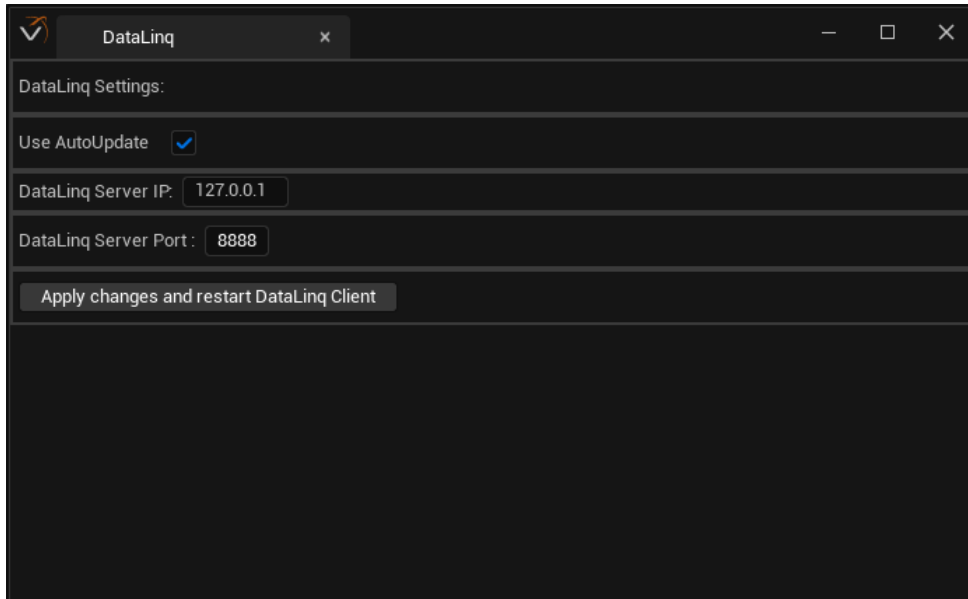 DataLinq
DataLinq Settings:
Use AutoUpdate
DataLinq Server IP: 127.0.0.1
DataLinq Server Port : 8888
Apply changes and restart DataLinq Client